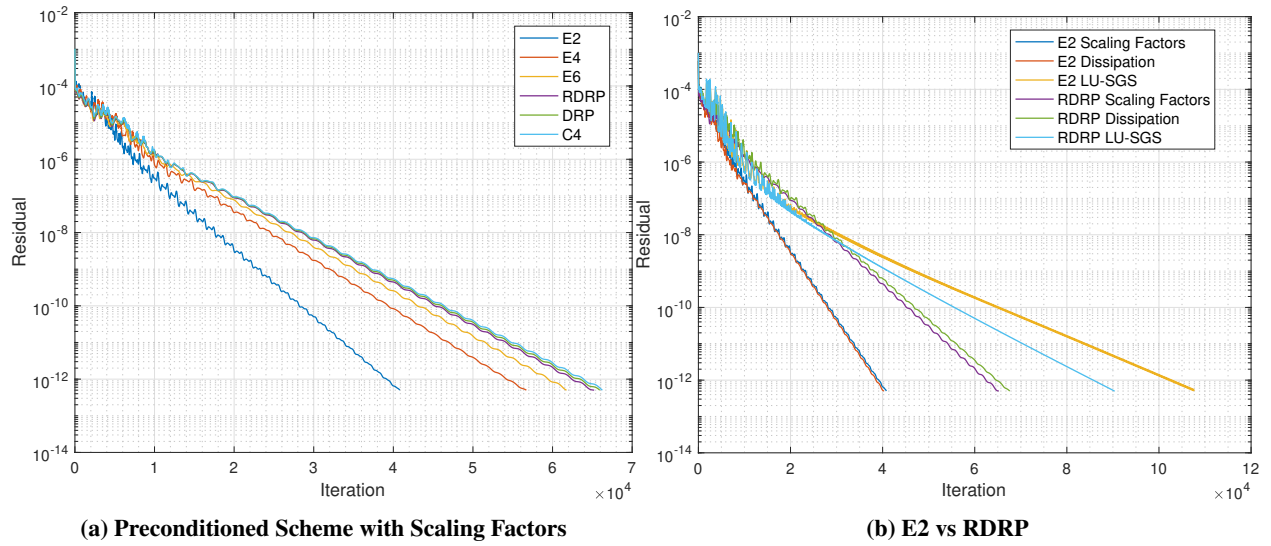 10^-2
10^-4
10^-6
10^-8
10^-10
10^-12
10^-14
Residual
E2
E4
E6
RDRP
DRP
C4
0 1 2 3 4 5 6 7
Iteration
×10^4
(a) Preconditioned Scheme with Scaling Factors
10^-2
10^-4
10^-6
10^-8
10^-10
10^-12
10^-14
Residual
E2 Scaling Factors
E2 Dissipation
E2 LU-SGS
RDRP Scaling Factors
RDRP Dissipation
RDRP LU-SGS
0 2 4 6 8 10 12
Iteration
×10^4
(b) E2 vs RDRP